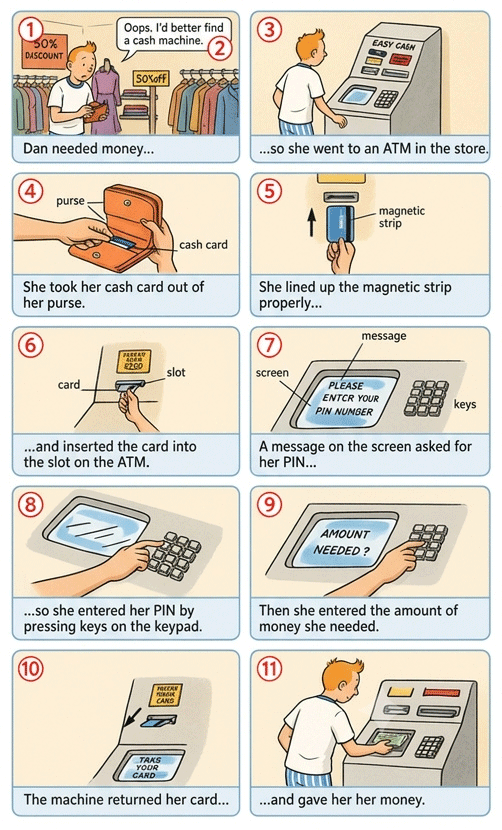 1
50%
DASCOUNT
Oops. I'd better find
a cash machine.
2
50%off
Dan needed money...
3
EASY CASH
...so she went to an ATM in the store.
4
purse
cash card
She took her cash card out of
her purse.
5
magnetic
strip
She lined up the magnetic strip
properly...
6
card
slot
...and inserted the card into
the slot on the ATM.
7
message
screen
PLEASE
ENTCR YOUR
PIN NUMGER
keys
A message on the screen asked for
her PIN...
8
...so she entered her PIN by
pressing keys on the keypad.
9
AMOUNT
NEEDED ?
Then she entered the amount of
money she needed.
10
TAKS
YOUR
CARD
The machine returned her card...
11
...and gave her her money.